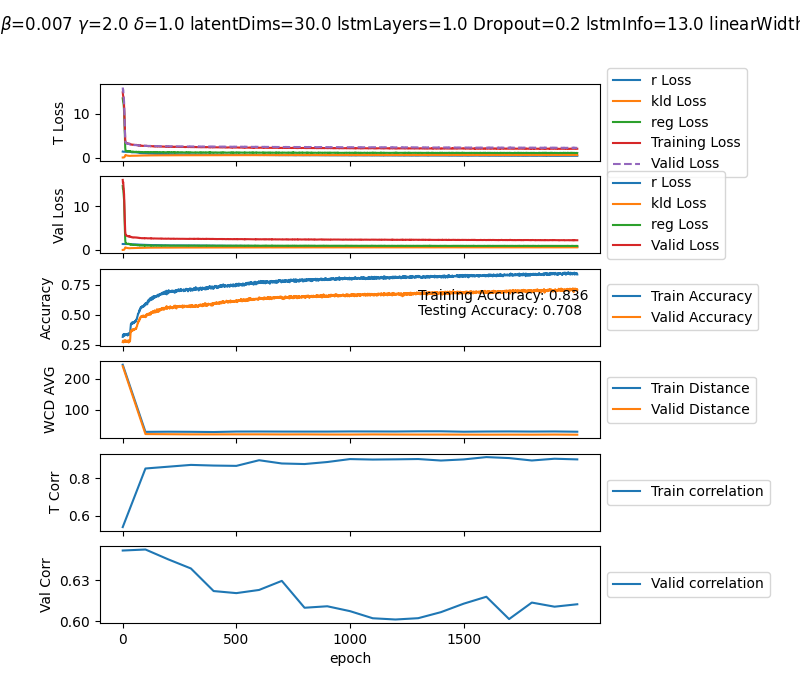 β=0.007 γ=2.0 δ=1.0 latentDims=30.0 lstmLayers=1.0 Dropout=0.2 lstmInfo=13.0 linearWidth
T Loss
10
0
r Loss
kld Loss
reg Loss
Training Loss
Valid Loss
Val Loss
10
0
r Loss
kld Loss
reg Loss
Valid Loss
Accuracy
0.75
0.50
0.25
Training Accuracy: 0.836
Testing Accuracy: 0.708
Train Accuracy
Valid Accuracy
WCD AVG
200
100
Train Distance
Valid Distance
T Corr
0.8
0.6
Train correlation
Val Corr
0.63
0.60
Valid correlation
0 500 1000 1500
epoch